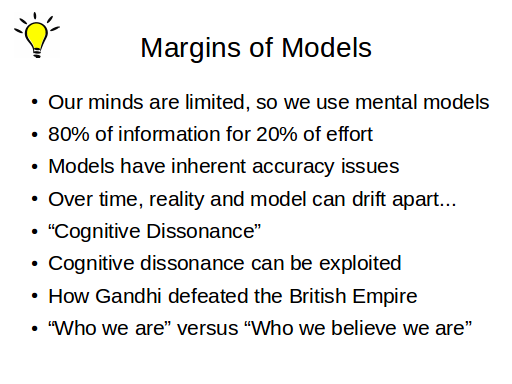 Margins of Models
• Our minds are limited, so we use mental models
• 80% of information for 20% of effort
• Models have inherent accuracy issues
• Over time, reality and model can drift apart...
• “Cognitive Dissonance”
• Cognitive dissonance can be exploited
• How Gandhi defeated the British Empire
• “Who we are” versus “Who we believe we are”